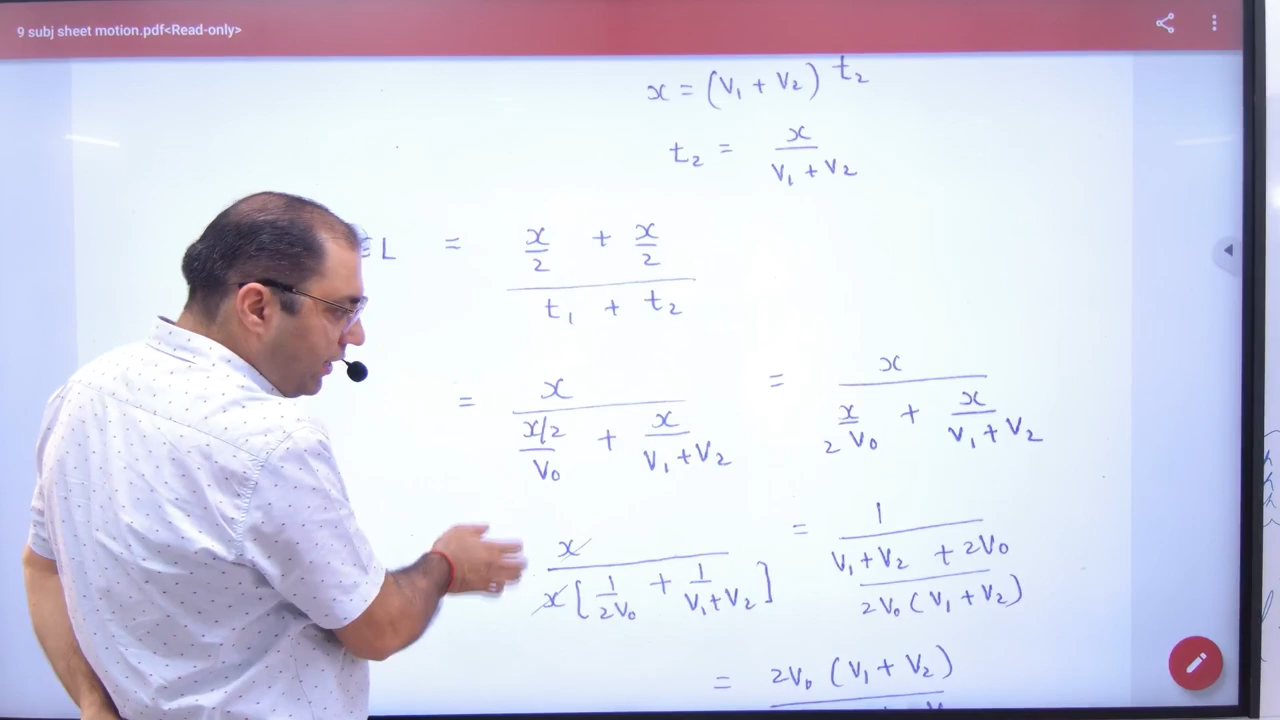 9 subj sheet motion.pdf<Read-only>
x = (V₁ + V₂) t₂
t₂ = x / (V₁ + V₂)
EL = (x/2 + x/2) / (t₁ + t₂)
= x / ((x/2)/V₀ + x/(V₁ + V₂)) = x / (x/(2V₀) + x/(V₁ + V₂))
x / (x[1/(2V₀) + 1/(V₁ + V₂)]) = 1 / ((V₁ + V₂ + 2V₀) / (2V₀(V₁ + V₂)))
= 2V₀(V₁ + V₂)